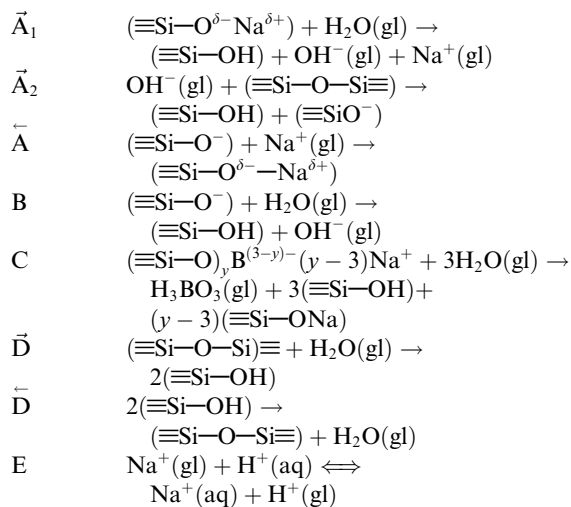 A⃗₁ (≡Si—O^δ−Na^δ+) + H₂O(gl) →
(≡Si—OH) + OH⁻(gl) + Na⁺(gl)
A⃗₂ OH⁻(gl) + (≡Si—O—Si≡) →
(≡Si—OH) + (≡SiO⁻)
A⃖ (≡Si—O⁻) + Na⁺(gl) →
(≡Si—O^δ−—Na^δ+)
B (≡Si—O⁻) + H₂O(gl) →
(≡Si—OH) + OH⁻(gl)
C (≡Si—O)_yB^(3−y)−(y − 3)Na⁺ + 3H₂O(gl) →
H₃BO₃(gl) + 3(≡Si—OH)+
(y − 3)(≡Si—ONa)
D⃗ (≡Si—O—Si)≡ + H₂O(gl) →
2(≡Si—OH)
D⃖ 2(≡Si—OH) →
(≡Si—O—Si≡) + H₂O(gl)
E Na⁺(gl) + H⁺(aq) ⟺
Na⁺(aq) + H⁺(gl)